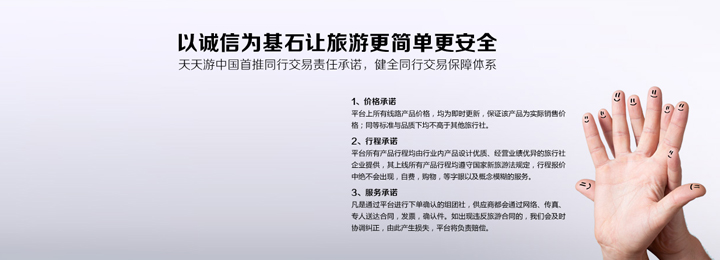 以诚信为基石让旅游更简单更安全
天天游中国首推同行交易责任承诺，健全同行交易保障体系
1、价格承诺
平台上所有线路产品价格，均为即时更新，保证该产品为实际销售价
格；同等标准与品质下均不高于其他旅行社。
2、行程承诺
平台所有产品行程均由行业内产品设计优质、经营业绩优异的旅行社
企业提供，其上线所有产品行程均遵守国家新旅游法规定，行程报价
中绝不会出现，自费，购物，等字眼以及概念模糊的服务。
3、服务承诺
凡是通过平台进行下单确认的组团社，供应商都会通过网络、传真、
专人送达合同，发票，确认件。如出现违反旅游合同的，我们会及时
协调纠正，由此产生损失，平台将负责赔偿。